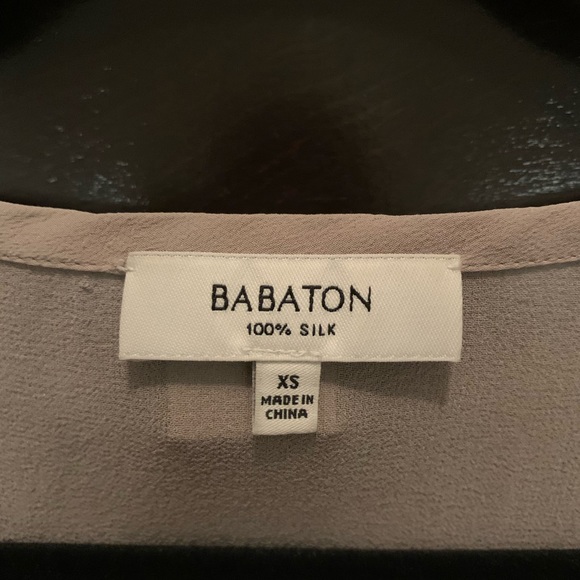 BABATON
100% SILK
XS
MADE IN
CHINA